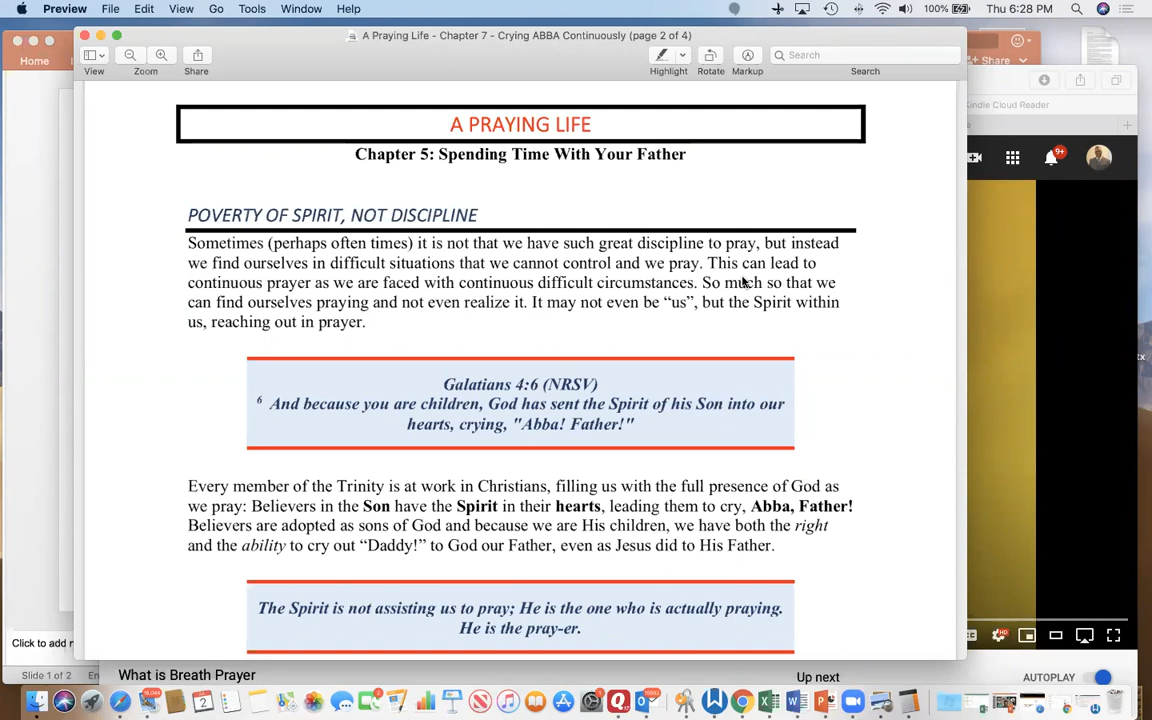 Preview File Edit View Go Tools Window Help 100% Thu 6:28 PM
A Praying Life - Chapter 7 - Crying ABBA Continuously (page 2 of 4)
Home
Share
View Zoom Share Highlight Rotate Markup Search
Search
Kindle Cloud Reader
9+
A PRAYING LIFE
Chapter 5: Spending Time With Your Father
POVERTY OF SPIRIT, NOT DISCIPLINE
Sometimes (perhaps often times) it is not that we have such great discipline to pray, but instead
we find ourselves in difficult situations that we cannot control and we pray. This can lead to
continuous prayer as we are faced with continuous difficult circumstances. So much so that we
can find ourselves praying and not even realize it. It may not even be “us”, but the Spirit within
us, reaching out in prayer.
Galatians 4:6 (NRSV)
6 And because you are children, God has sent the Spirit of his Son into our
hearts, crying, "Abba! Father!"
Every member of the Trinity is at work in Christians, filling us with the full presence of God as
we pray: Believers in the Son have the Spirit in their hearts, leading them to cry, Abba, Father!
Believers are adopted as sons of God and because we are His children, we have both the right
and the ability to cry out “Daddy!” to God our Father, even as Jesus did to His Father.
The Spirit is not assisting us to pray; He is the one who is actually praying.
He is the pray-er.
Click to add
Slide 1 of 2
What is Breath Prayer
Up next
AUTOPLAY